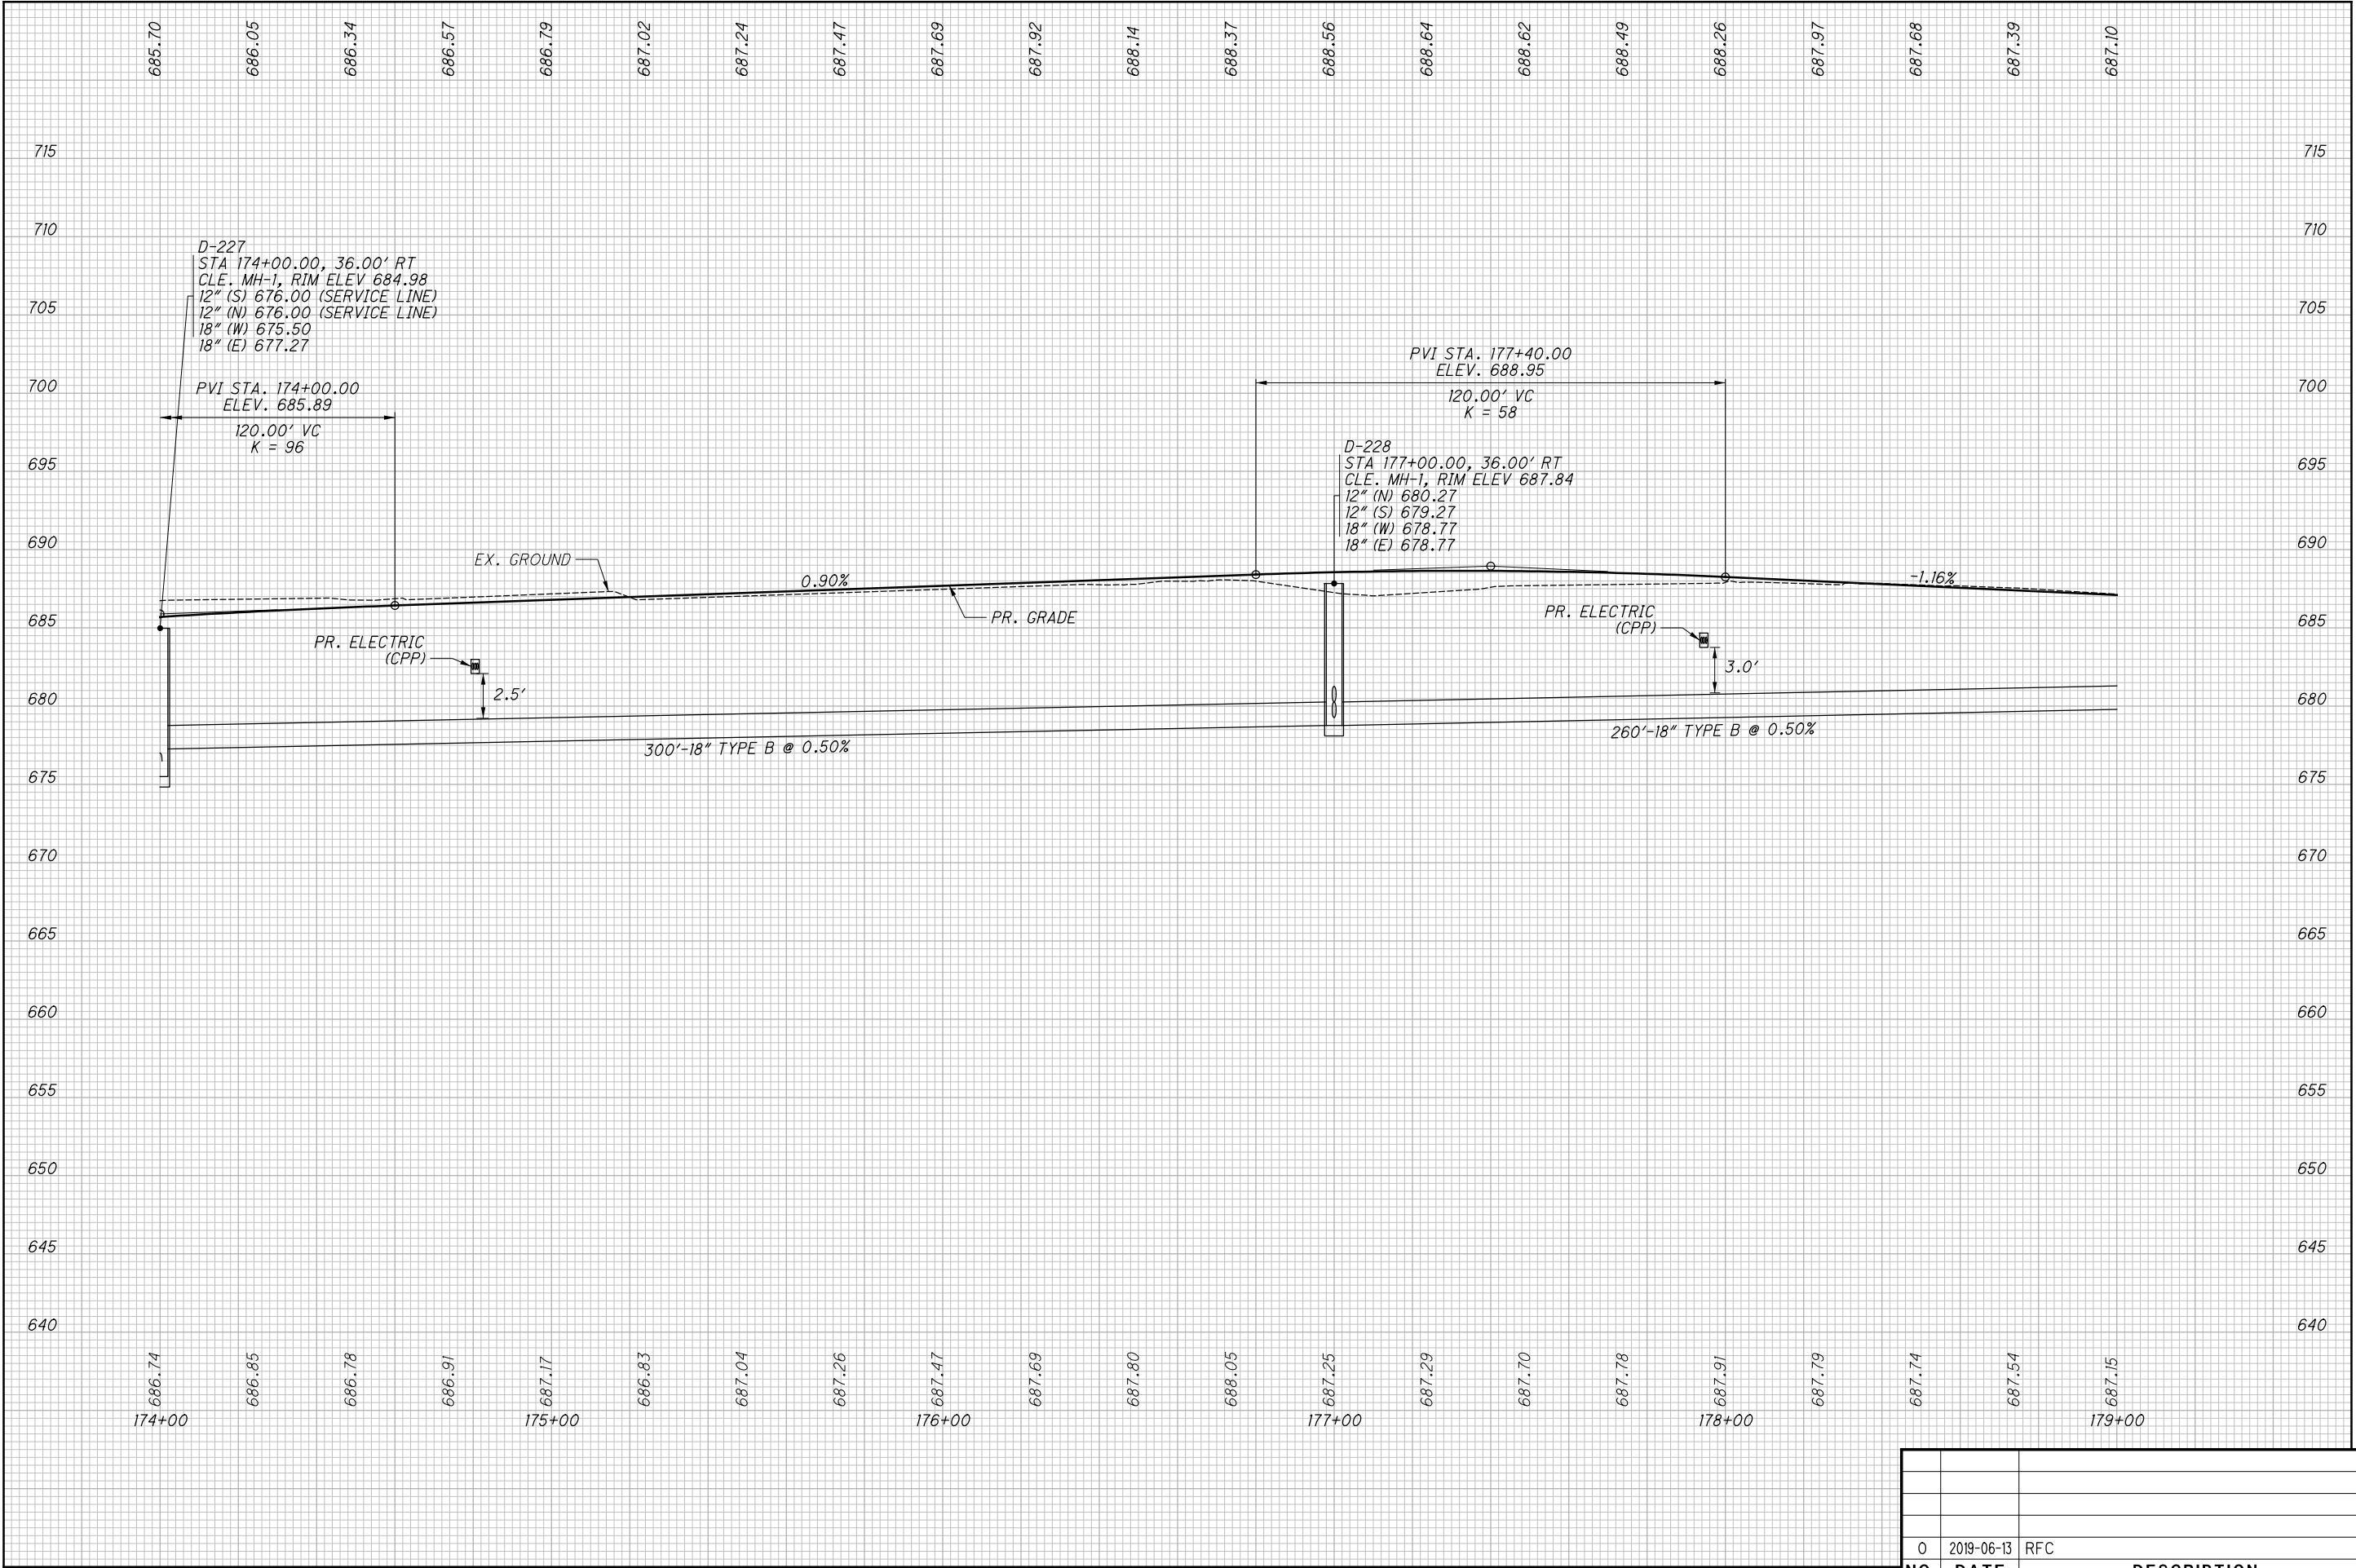 685.70 686.05 686.34 686.57 686.79 687.02 687.24 687.47 687.69 687.92 688.14 688.37 688.56 688.64 688.62 688.49 688.26 687.97 687.68 687.39 687.10
715 715
710 710
D-227
STA 174+00.00, 36.00' RT
CLE. MH-1, RIM ELEV 684.98
12" (S) 676.00 (SERVICE LINE)
12" (N) 676.00 (SERVICE LINE)
18" (W) 675.50
18" (E) 677.27
705 705
PVI STA. 177+40.00
ELEV. 688.95
120.00' VC
K = 58
700 700
PVI STA. 174+00.00
ELEV. 685.89
120.00' VC
K = 96
D-228
STA 177+00.00, 36.00' RT
CLE. MH-1, RIM ELEV 687.84
12" (N) 680.27
12" (S) 679.27
18" (W) 678.77
18" (E) 678.77
695 695
690 690
EX. GROUND
0.90%
-1.16%
PR. GRADE
685 685
PR. ELECTRIC
(CPP)
2.5'
PR. ELECTRIC
(CPP)
3.0'
680 680
300'-18" TYPE B @ 0.50%
260'-18" TYPE B @ 0.50%
675 675
670 670
665 665
660 660
655 655
650 650
645 645
640 640
686.74 686.85 686.78 686.91 687.17 686.83 687.04 687.26 687.47 687.69 687.80 688.05 687.25 687.29 687.70 687.78 687.91 687.79 687.74 687.54 687.15
174+00 175+00 176+00 177+00 178+00 179+00
0 2019-06-13 RFC
NO DATE DESCRIPTION